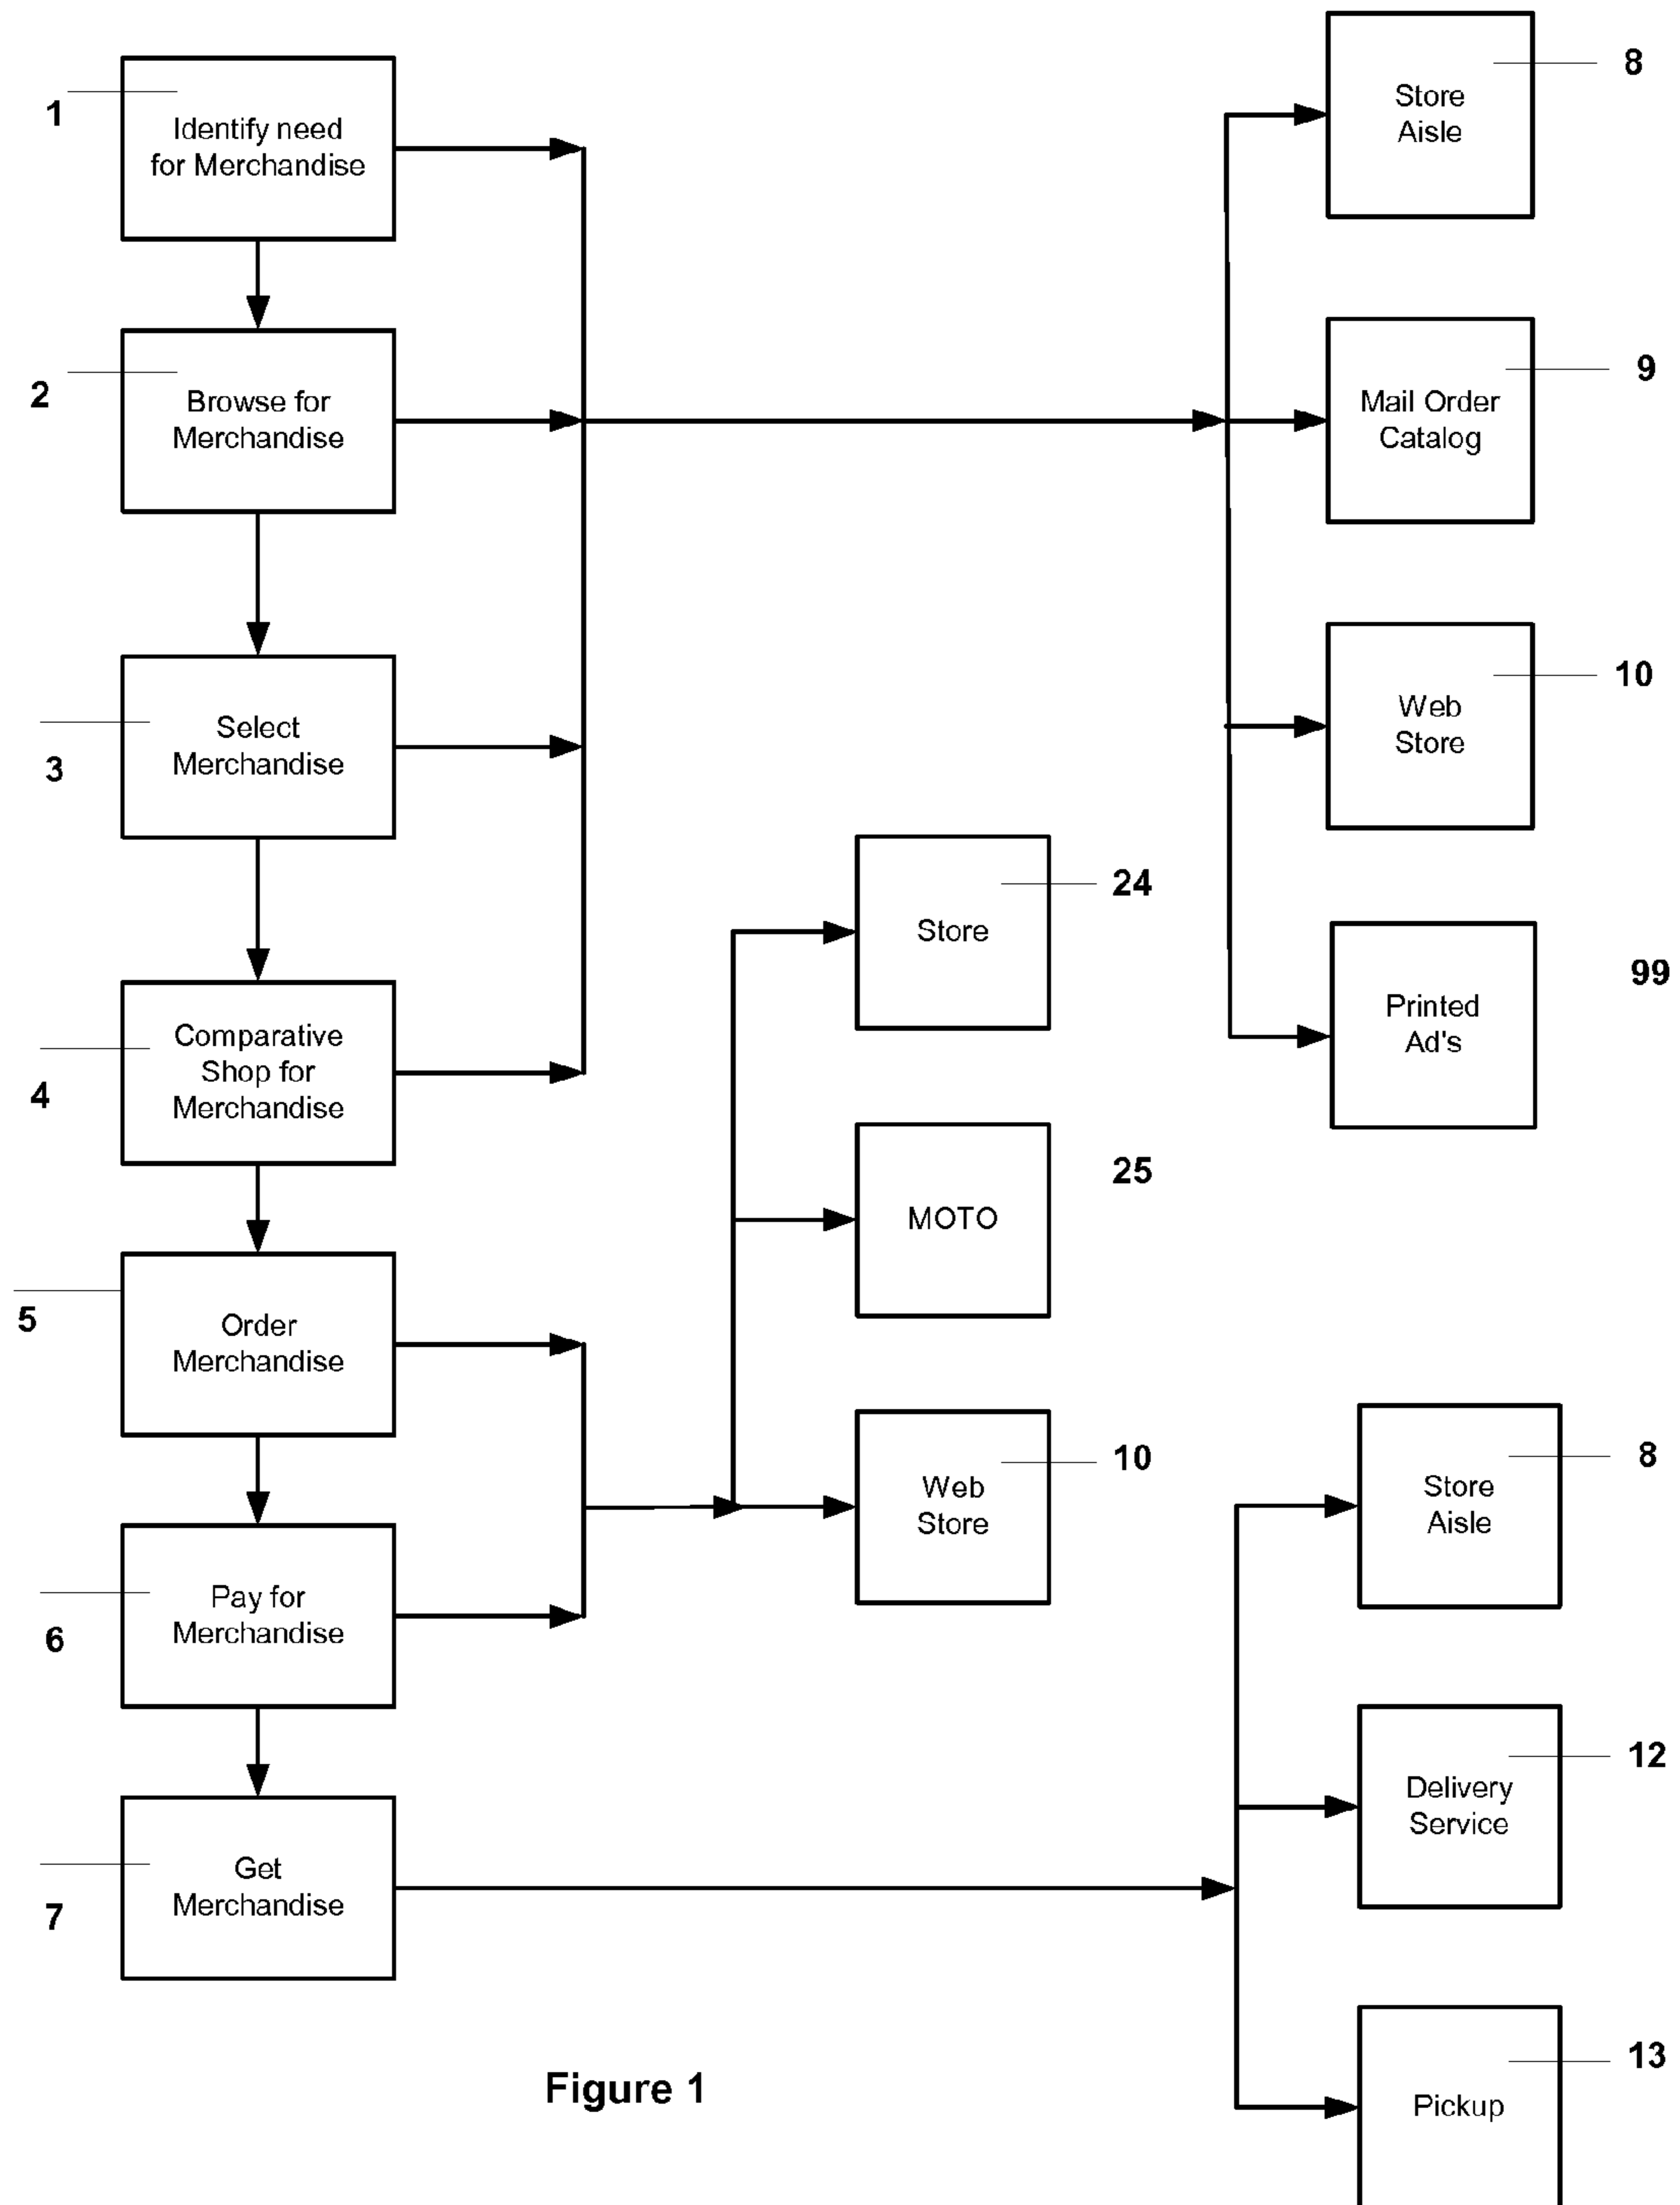 1
Identify need
for Merchandise
2
Browse for
Merchandise
3
Select
Merchandise
4
Comparative
Shop for
Merchandise
5
Order
Merchandise
6
Pay for
Merchandise
7
Get
Merchandise
24
Store
25
MOTO
10
Web
Store
8
Store
Aisle
9
Mail Order
Catalog
10
Web
Store
99
Printed
Ad's
8
Store
Aisle
12
Delivery
Service
13
Pickup
Figure 1